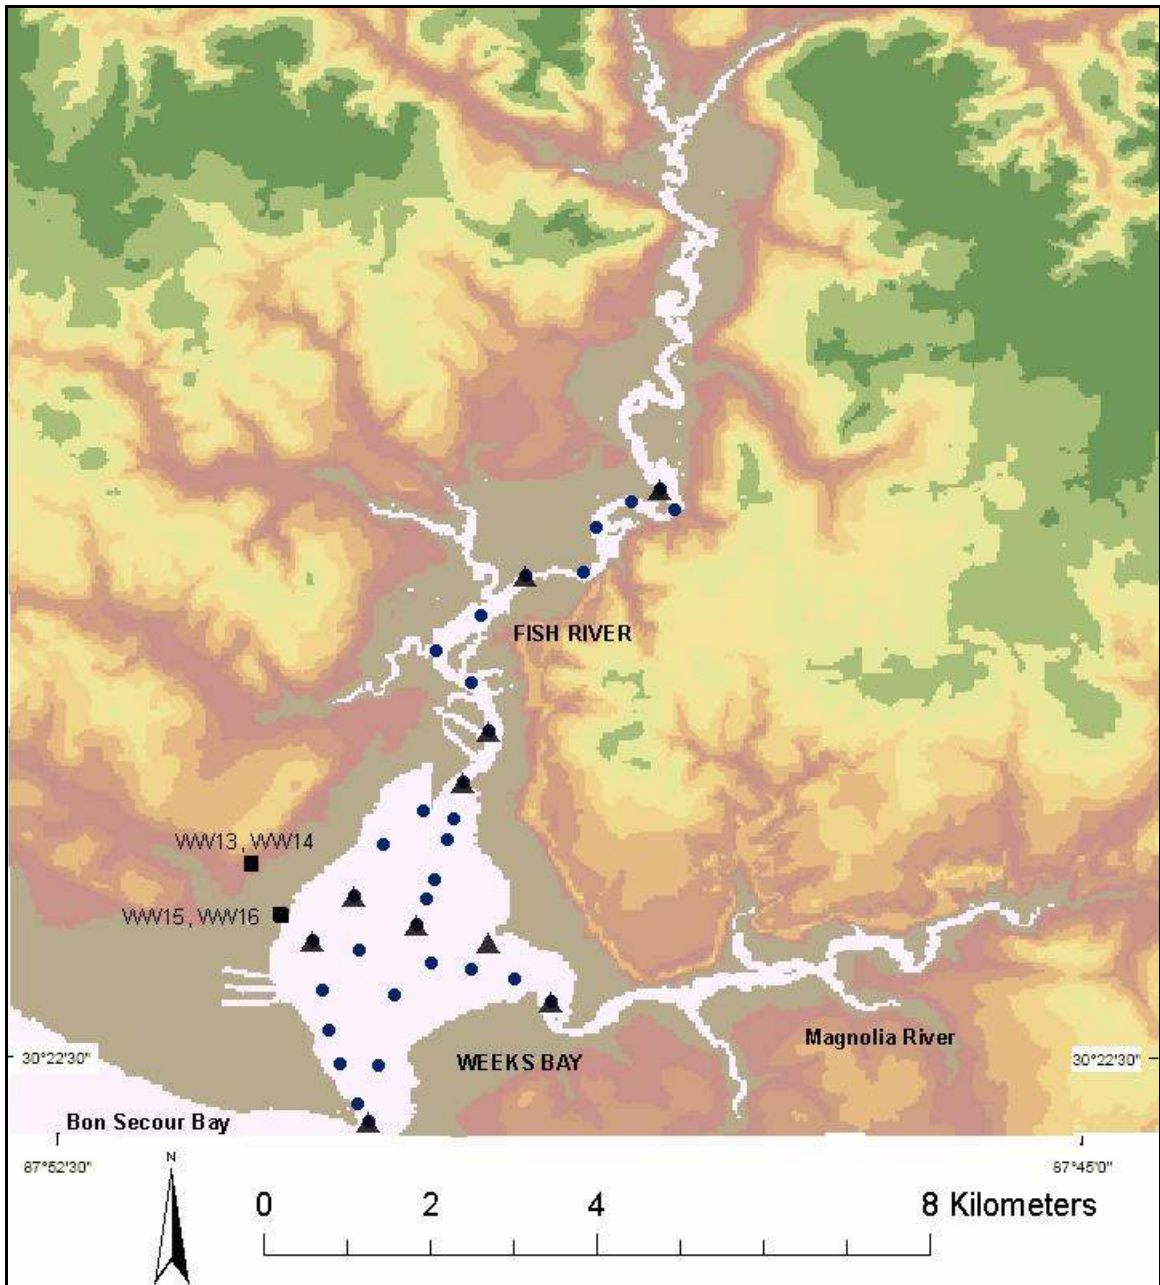 FISH RIVER
WW13, WW14
WW15, WW16
Magnolia River
30°22'30"
WEEKS BAY
30°22'30"
Bon Secour Bay
87°52'30"
N
87°45'0"
0 2 4 8 Kilometers